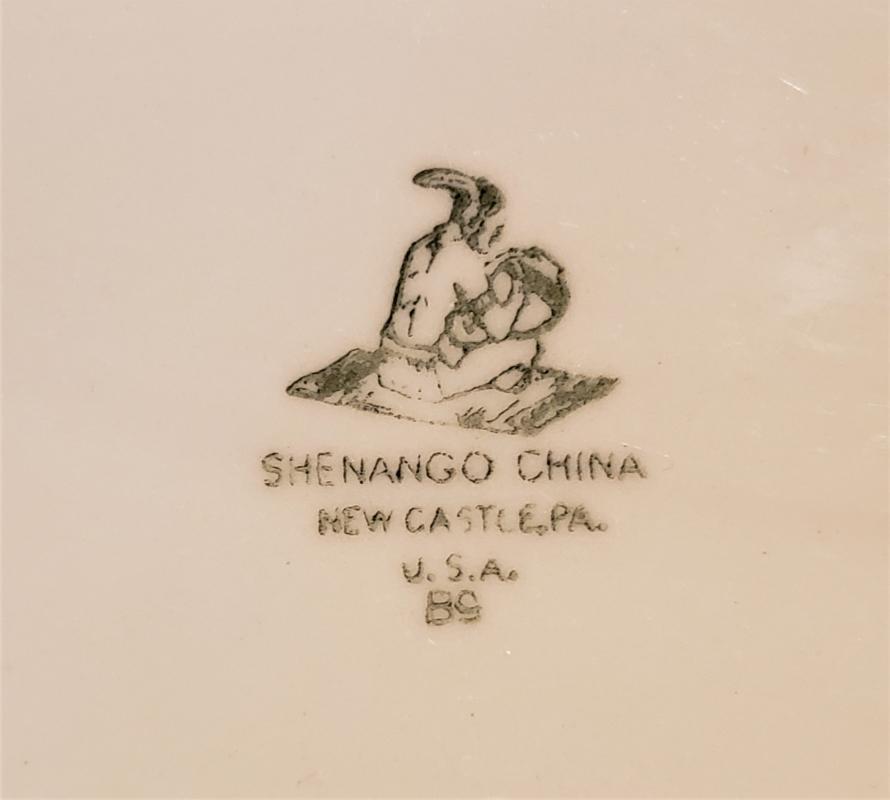 SHENANGO CHINA
NEW CASTLE, PA.
U. S. A.
B9